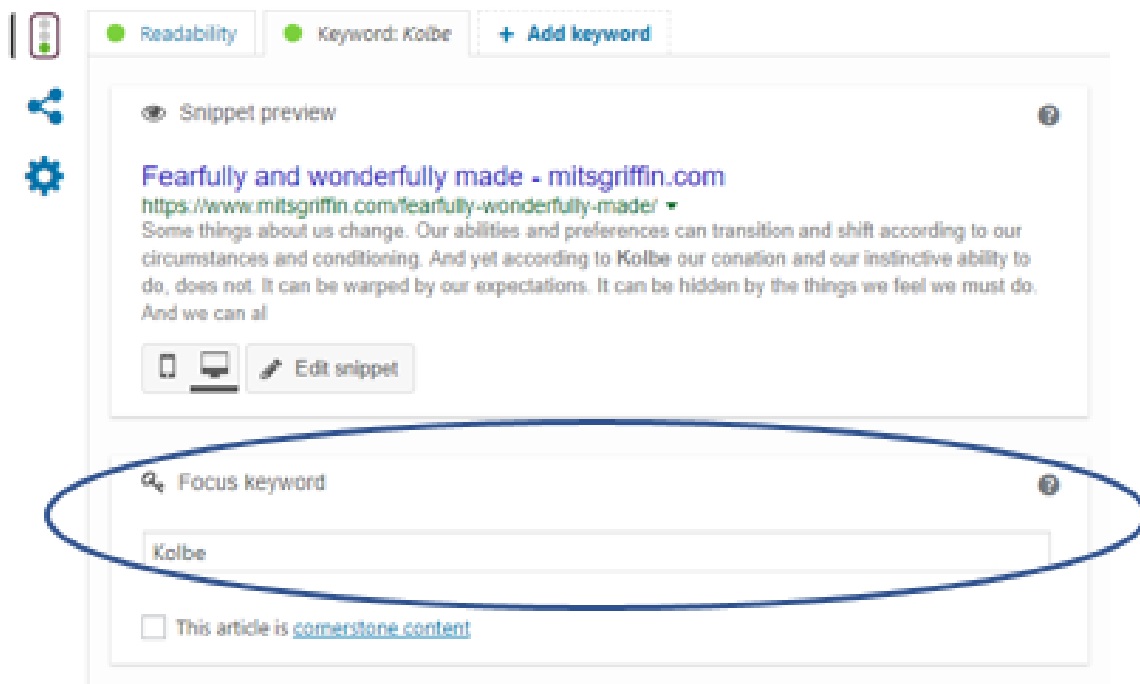 Readability
Keyword: Kolbe
+ Add keyword
Snippet preview
Fearfully and wonderfully made - mitsgriffin.com
https://www.mitsgriffin.com/fearfully-wonderfully-made/
Some things about us change. Our abilities and preferences can transition and shift according to our
circumstances and conditioning. And yet according to Kolbe our conation and our instinctive ability to
do, does not. It can be warped by our expectations. It can be hidden by the things we feel we must do.
And we can al
Edit snippet
Focus keyword
Kolbe
This article is cornerstone content